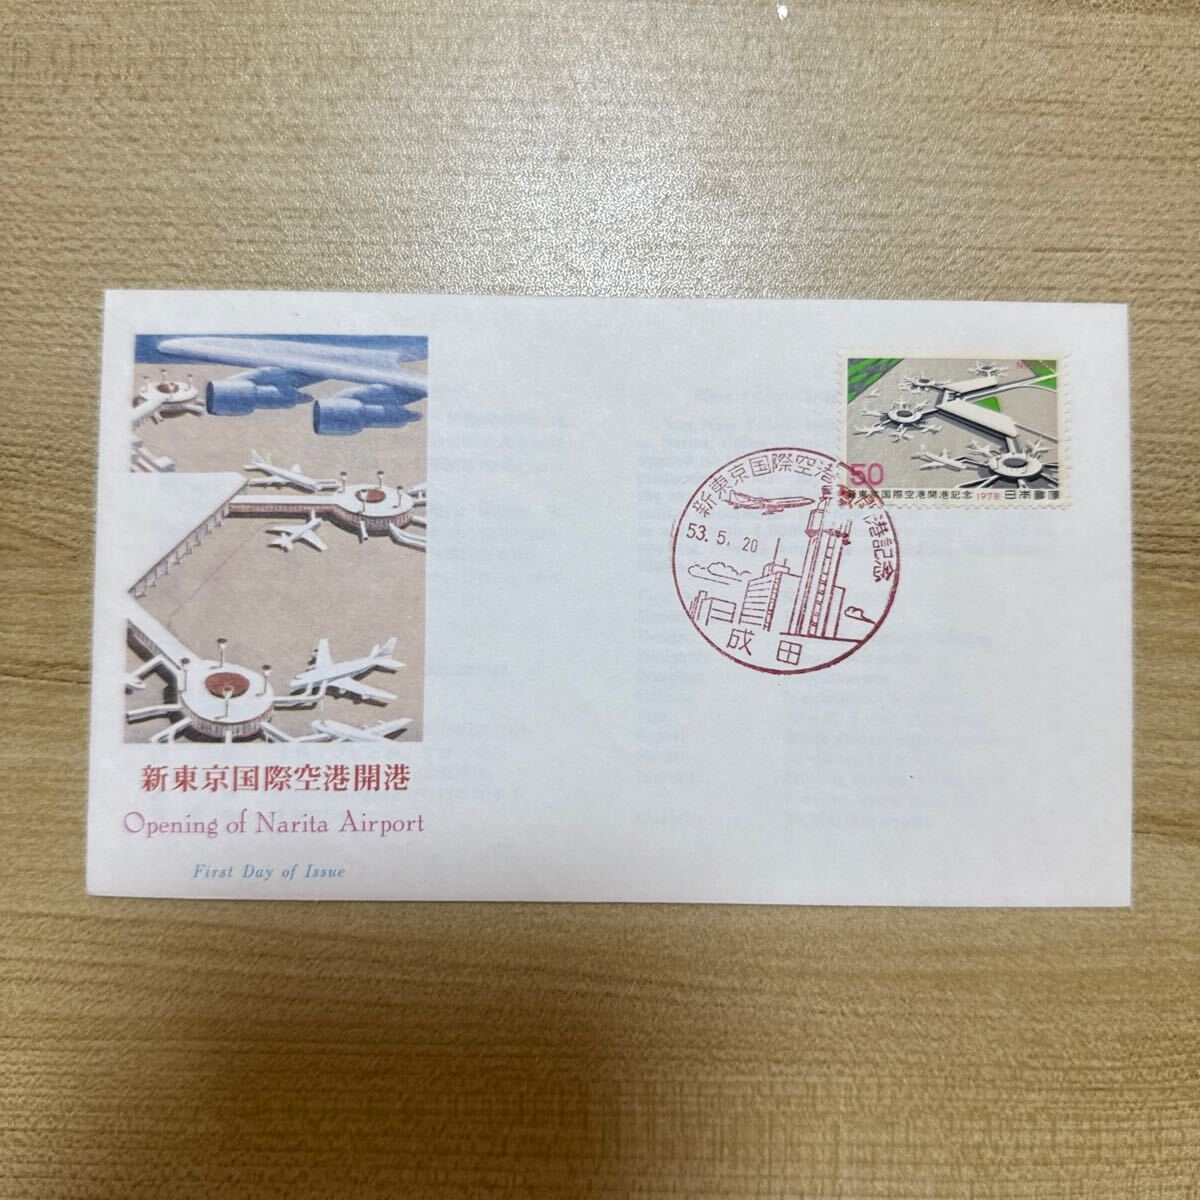 新東京国際空港開港
Opening of Narita Airport
First Day of Issue
50
新東京国際空港開港記念 1978 日本郵便
新東京国際空港開港記念
53.5.20
成田